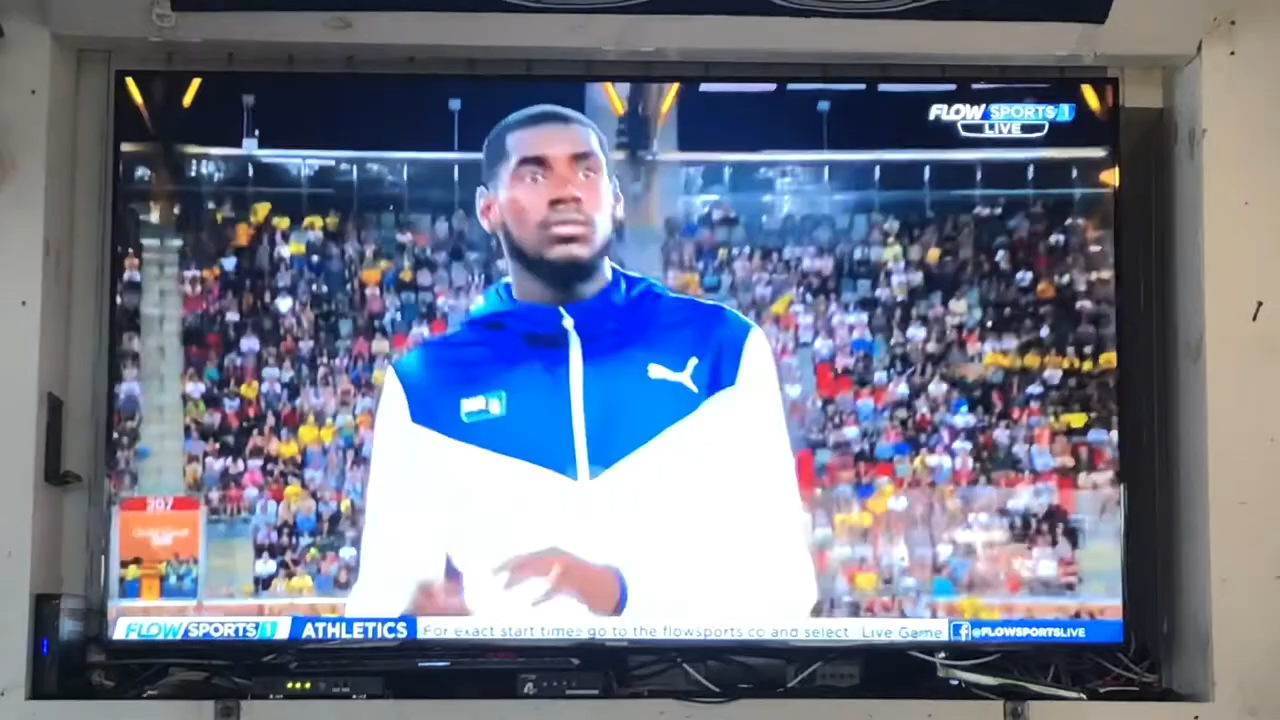 FLOW SPORTS 1
LIVE
207
FLOW SPORTS 1 ATHLETICS For exact start times go to the flowsports.co and select Live Game @FLOWSPORTSLIVE